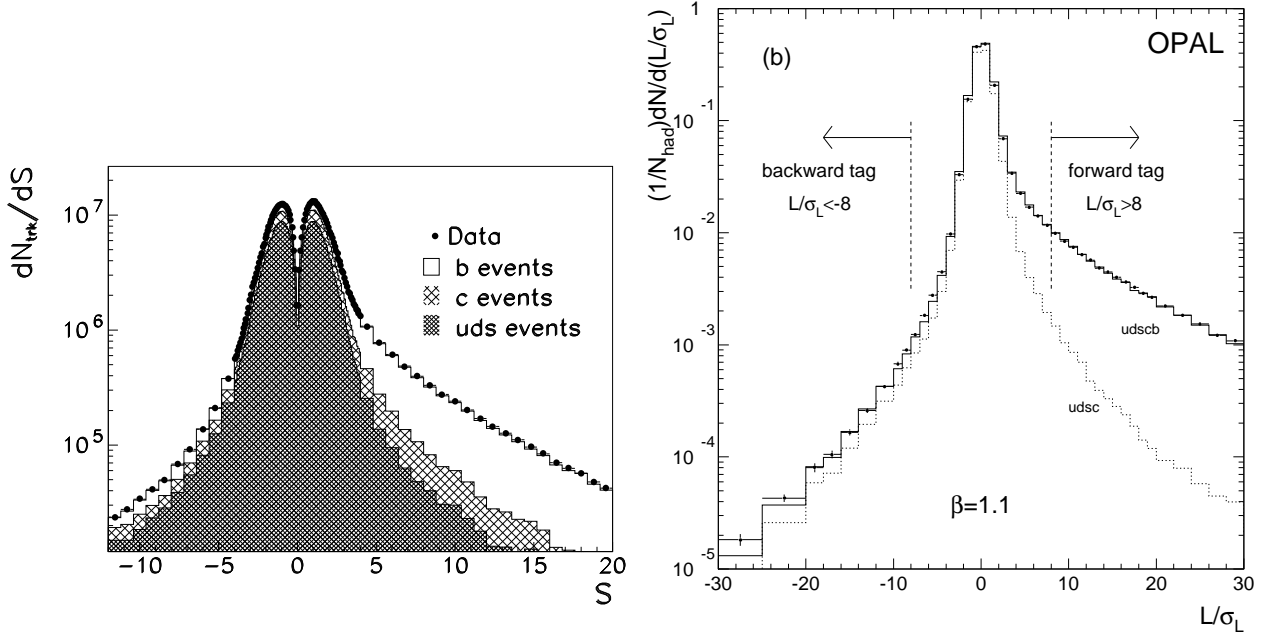 dN_trk/dS
10^7
10^6
10^5
Data
b events
c events
uds events
−10 −5 0 5 10 15 20
S
(1/N_had)dN/d(L/σ_L)
1
10^-1
10^-2
10^-3
10^-4
10^-5
(b)
OPAL
backward tag
L/σ_L<-8
forward tag
L/σ_L>8
udscb
udsc
β=1.1
-30 -20 -10 0 10 20 30
L/σ_L